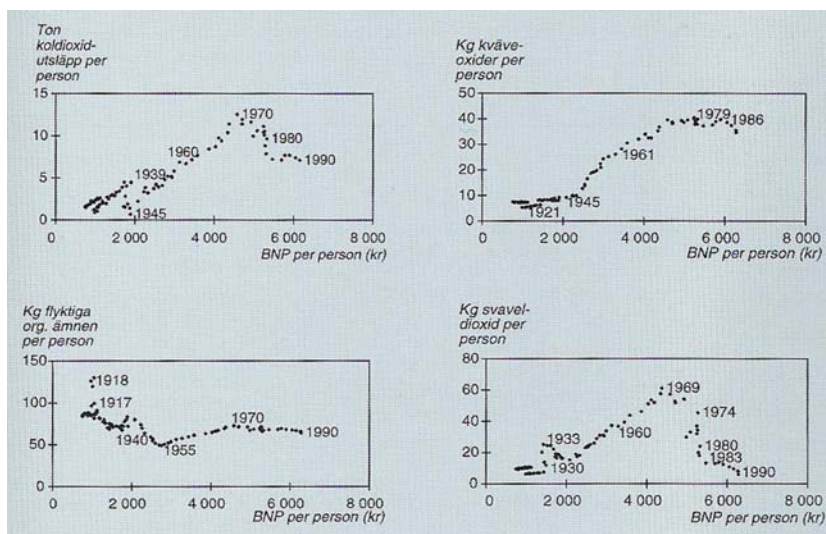 Ton
koldioxid-
utsläpp per
person
15
10
5
0
1970
1980
1960
1990
1939
1945
2 000 4 000 6 000 8 000
BNP per person (kr)
Kg kväve-
oxider per
person
50
40
30
20
10
0
1979
1986
1961
1945
1921
0 2 000 4 000 6 000 8 000
BNP per person (kr)
Kg flyktiga
org. ämnen
per person
150
100
50
0
1918
1917
1970
1990
1940
1955
0 2 000 4 000 6 000 8 000
BNP per person (kr)
Kg svavel-
dioxid per
person
80
60
40
20
0
1969
1974
1933
1960
1980
1983
1930
1990
0 2 000 4 000 6 000 8 000
BNP per person (kr)